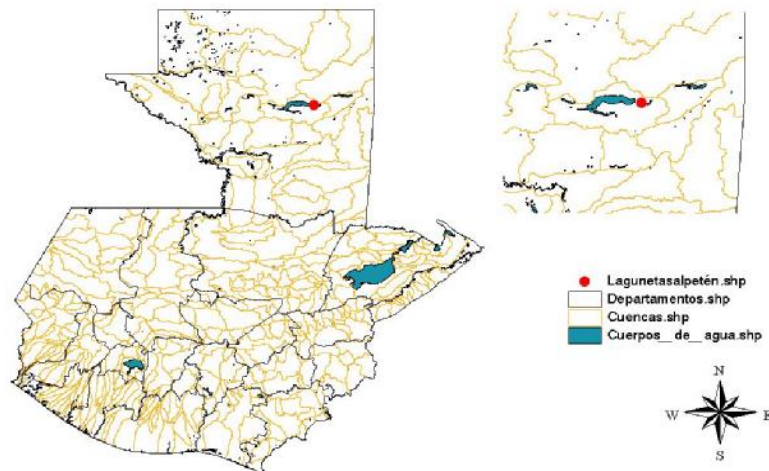 Lagunetasalpetén.shp
Departamentos.shp
Cuencas.shp
Cuerpos_de_agua.shp
N
W
E
S